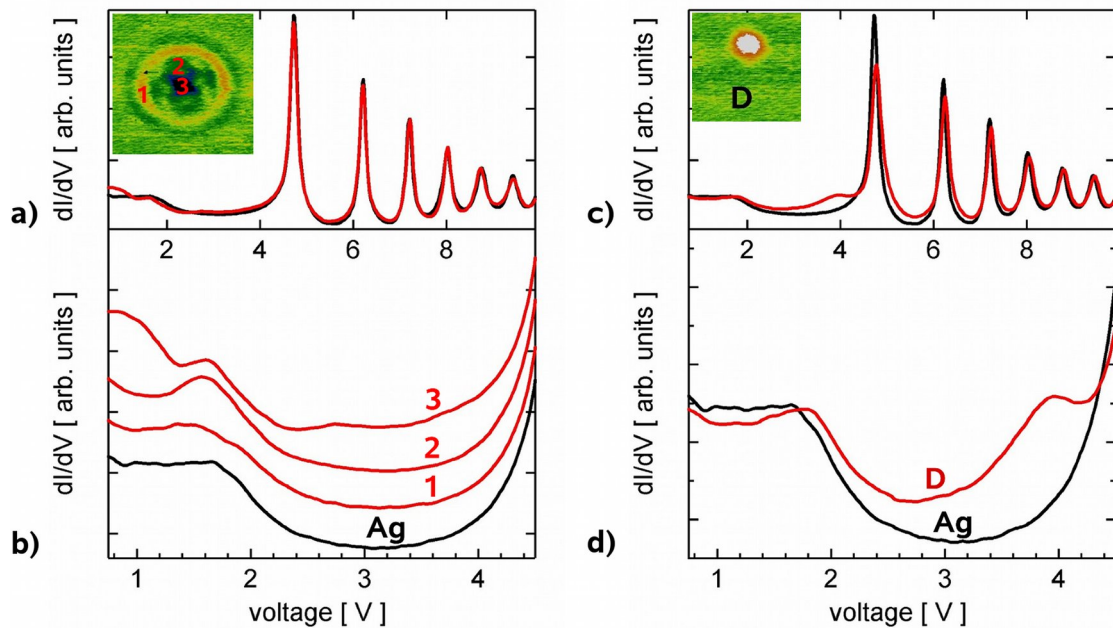 dI/dV [ arb. units ]
1
2
3
a)
2 4 6 8
dI/dV [ arb. units ]
3
2
1
Ag
b)
1 2 3 4
voltage [ V ]
dI/dV [ arb. units ]
D
c)
2 4 6 8
dI/dV [ arb. units ]
D
Ag
d)
1 2 3 4
voltage [ V ]